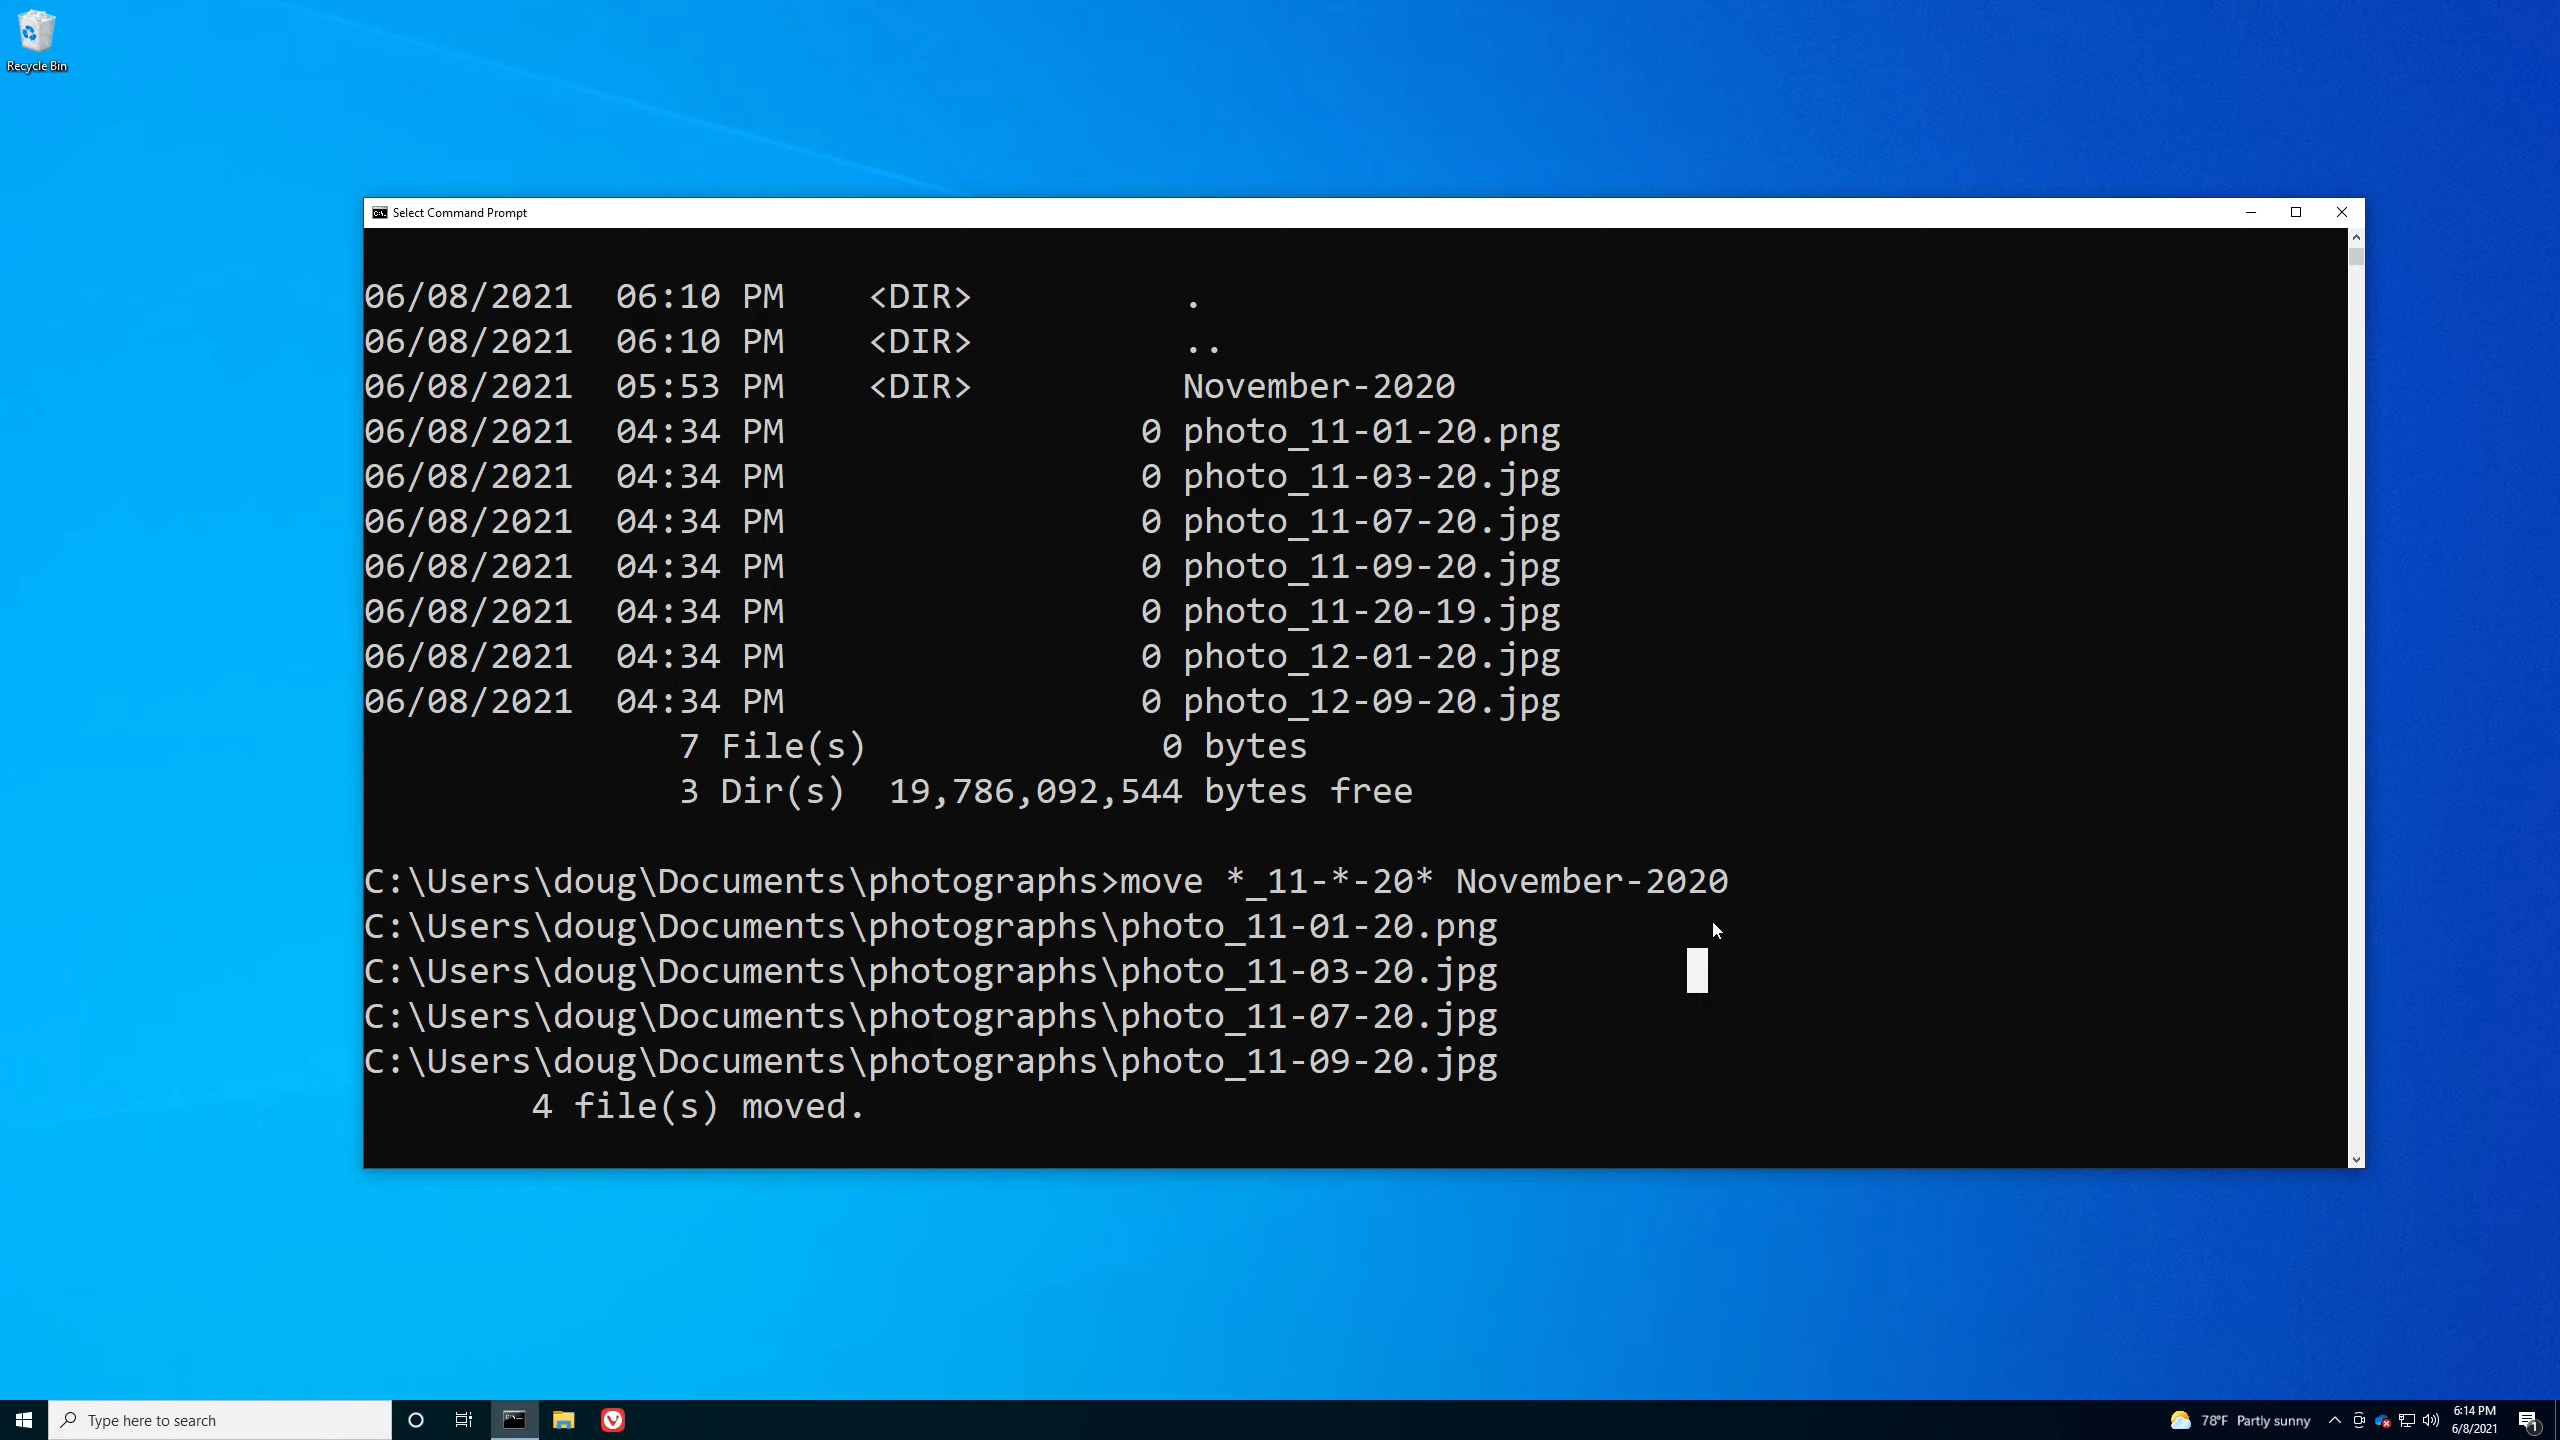 Recycle Bin
Select Command Prompt
06/08/2021  06:10 PM    <DIR>          .
06/08/2021  06:10 PM    <DIR>          ..
06/08/2021  05:53 PM    <DIR>          November-2020
06/08/2021  04:34 PM                 0 photo_11-01-20.png
06/08/2021  04:34 PM                 0 photo_11-03-20.jpg
06/08/2021  04:34 PM                 0 photo_11-07-20.jpg
06/08/2021  04:34 PM                 0 photo_11-09-20.jpg
06/08/2021  04:34 PM                 0 photo_11-20-19.jpg
06/08/2021  04:34 PM                 0 photo_12-01-20.jpg
06/08/2021  04:34 PM                 0 photo_12-09-20.jpg
7 File(s)              0 bytes
3 Dir(s)  19,786,092,544 bytes free
C:\Users\doug\Documents\photographs>move *_11-*-20* November-2020
C:\Users\doug\Documents\photographs\photo_11-01-20.png
C:\Users\doug\Documents\photographs\photo_11-03-20.jpg
C:\Users\doug\Documents\photographs\photo_11-07-20.jpg
C:\Users\doug\Documents\photographs\photo_11-09-20.jpg
4 file(s) moved.
Type here to search
78°F Partly sunny
6:14 PM
6/8/2021
1